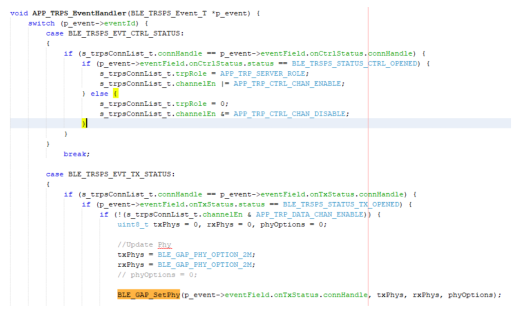 void APP_TRPS_EventHandler(BLE_TRSPS_Event_T *p_event) {
switch (p_event->eventId) {
case BLE_TRSPS_EVT_CTRL_STATUS:
{
if (s_trpsConnList_t.connHandle == p_event->eventField.onCtrlStatus.connHandle) {
if (p_event->eventField.onCtrlStatus.status == BLE_TRSPS_STATUS_CTRL_OPENED) {
s_trpsConnList_t.trpRole = APP_TRP_SERVER_ROLE;
s_trpsConnList_t.channelEn |= APP_TRP_CTRL_CHAN_ENABLE;
} else {
s_trpsConnList_t.trpRole = 0;
s_trpsConnList_t.channelEn &= APP_TRP_CTRL_CHAN_DISABLE;
}
}
}
break;
case BLE_TRSPS_EVT_TX_STATUS:
{
if (s_trpsConnList_t.connHandle == p_event->eventField.onTxStatus.connHandle) {
if (p_event->eventField.onTxStatus.status == BLE_TRSPS_STATUS_TX_OPENED) {
if (!(s_trpsConnList_t.channelEn & APP_TRP_DATA_CHAN_ENABLE)) {
uint8_t txPhys = 0, rxPhys = 0, phyOptions = 0;
//Update Phy
txPhys = BLE_GAP_PHY_OPTION_2M;
rxPhys = BLE_GAP_PHY_OPTION_2M;
// phyOptions = 0;
BLE_GAP_SetPhy(p_event->eventField.onTxStatus.connHandle, txPhys, rxPhys, phyOptions);